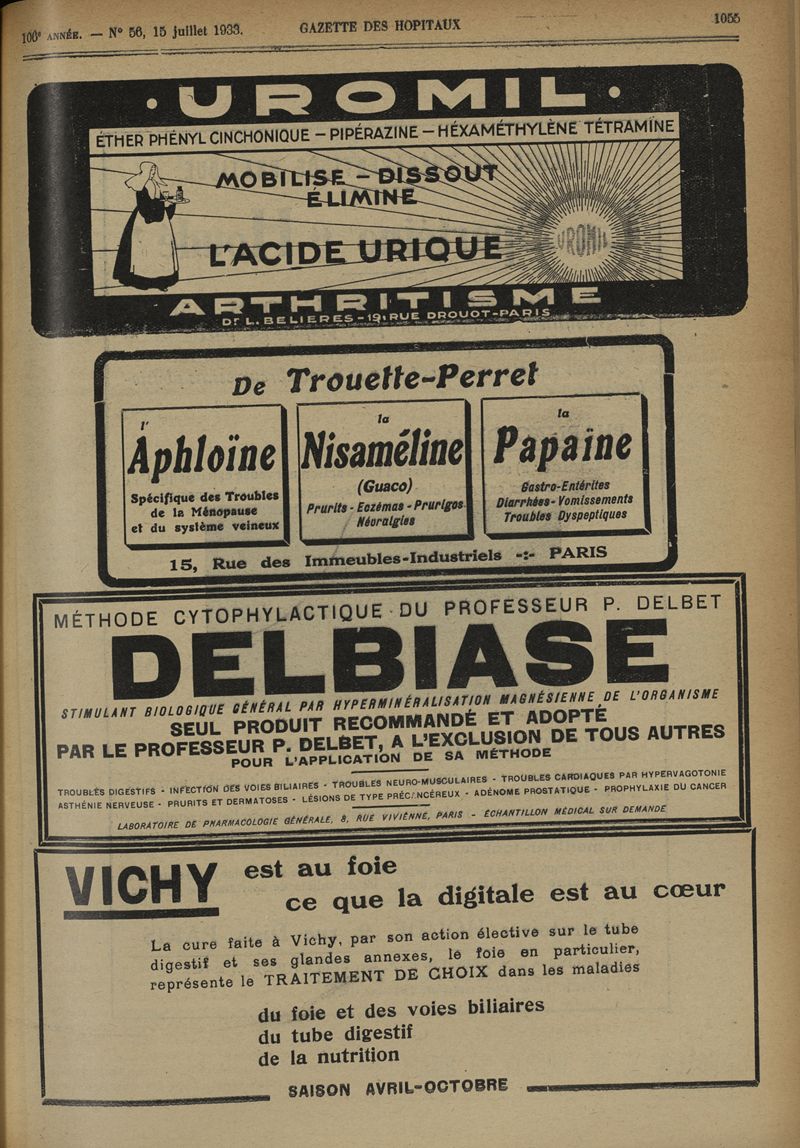 106e ANNÉE. — N° 56, 15 juillet 1933.
GAZETTE DES HOPITAUX
1055
· UROMIL ·
ÉTHER PHÉNYL CINCHONIQUE – PIPÉRAZINE – HÉXAMÉTHYLÈNE TÉTRAMINE
MOBILISE – DISSOUT
ÉLIMINE
L'ACIDE URIQUE
UROMIL
ARTHRITISME
Dr L. BELIERES – 19, RUE DROUOT – PARIS
De Trouette-Perret
l'
Aphloïne
Spécifique des Troubles
de la Ménopause
et du système veineux
la
Nisaméline
(Guaco)
Prurits - Eczémas - Prurigos
Névralgies
la
Papaïne
Gastro-Entérites
Diarrhées - Vomissements
Troubles Dyspeptiques
15, Rue des Immeubles-Industriels -:- PARIS
MÉTHODE CYTOPHYLACTIQUE DU PROFESSEUR P. DELBET
DELBIASE
STIMULANT BIOLOGIQUE GÉNÉRAL PAR HYPERMINÉRALISATION MAGNÉSIENNE DE L'ORGANISME
SEUL PRODUIT RECOMMANDÉ ET ADOPTÉ
PAR LE PROFESSEUR P. DELBET, A L'EXCLUSION DE TOUS AUTRES
POUR L'APPLICATION DE SA MÉTHODE
TROUBLES DIGESTIFS - INFECTION DES VOIES BILIAIRES - TROUBLES NEURO-MUSCULAIRES - TROUBLES CARDIAQUES PAR HYPERVAGOTONIE
ASTHÉNIE NERVEUSE - PRURITS ET DERMATOSES - LÉSIONS DE TYPE PRÉCANCÉREUX - ADÉNOME PROSTATIQUE - PROPHYLAXIE DU CANCER
LABORATOIRE DE PHARMACOLOGIE GÉNÉRALE, 8, RUE VIVIENNE, PARIS - ÉCHANTILLON MÉDICAL SUR DEMANDE
VICHY est au foie
ce que la digitale est au cœur
La cure faite à Vichy, par son action élective sur le tube
digestif et ses glandes annexes, le foie en particulier,
représente le TRAITEMENT DE CHOIX dans les maladies
du foie et des voies biliaires
du tube digestif
de la nutrition
SAISON AVRIL-OCTOBRE